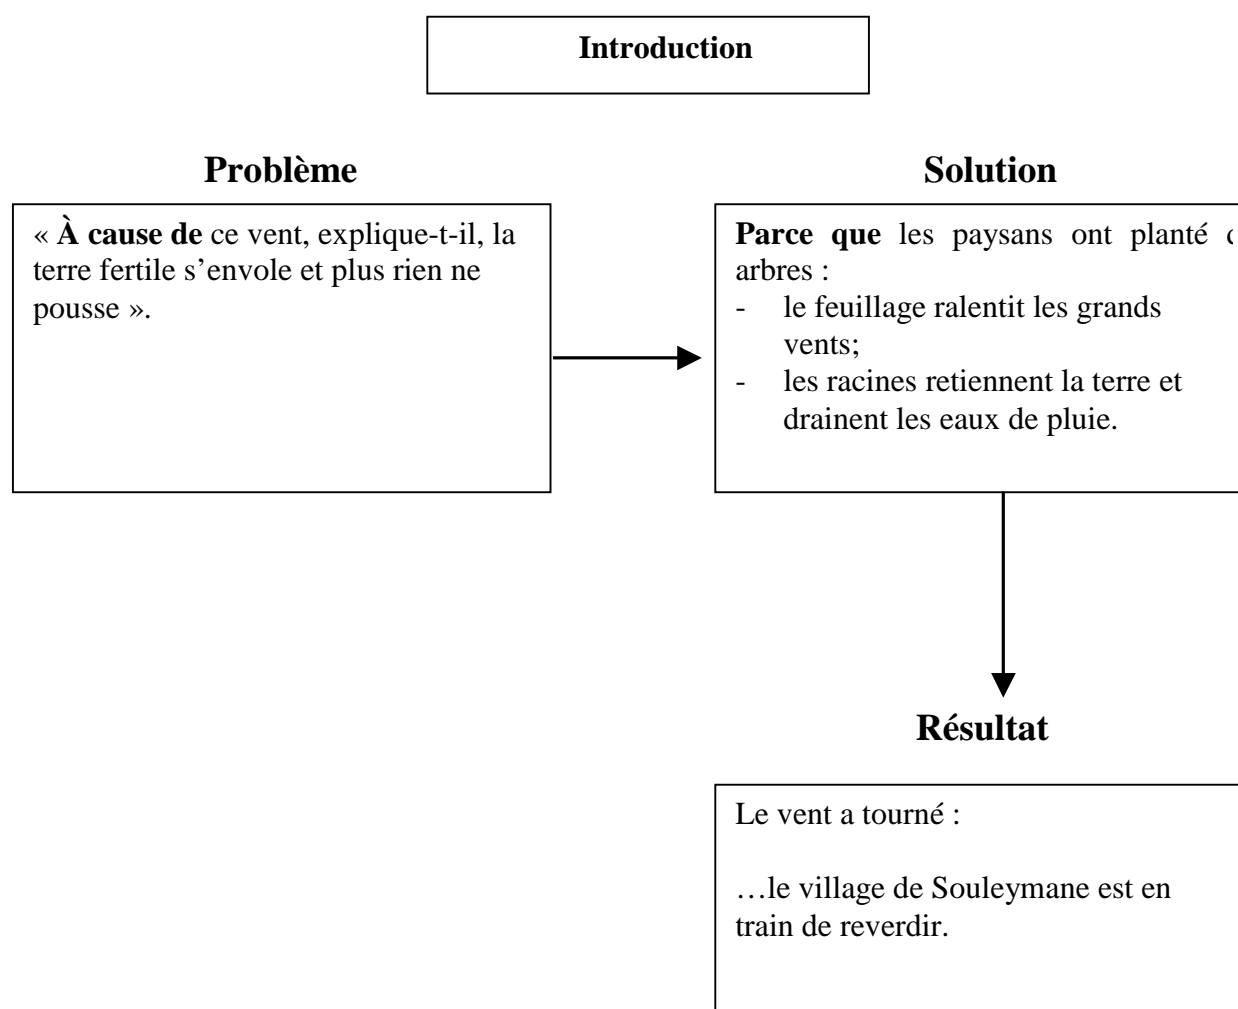 Introduction
Problème
« À cause de ce vent, explique-t-il, la
terre fertile s’envole et plus rien ne
pousse ».
Solution
Parce que les paysans ont planté
arbres :
- le feuillage ralentit les grands
vents;
- les racines retiennent la terre et
drainent les eaux de pluie.
Résultat
Le vent a tourné :
…le village de Souleymane est en
train de reverdir.